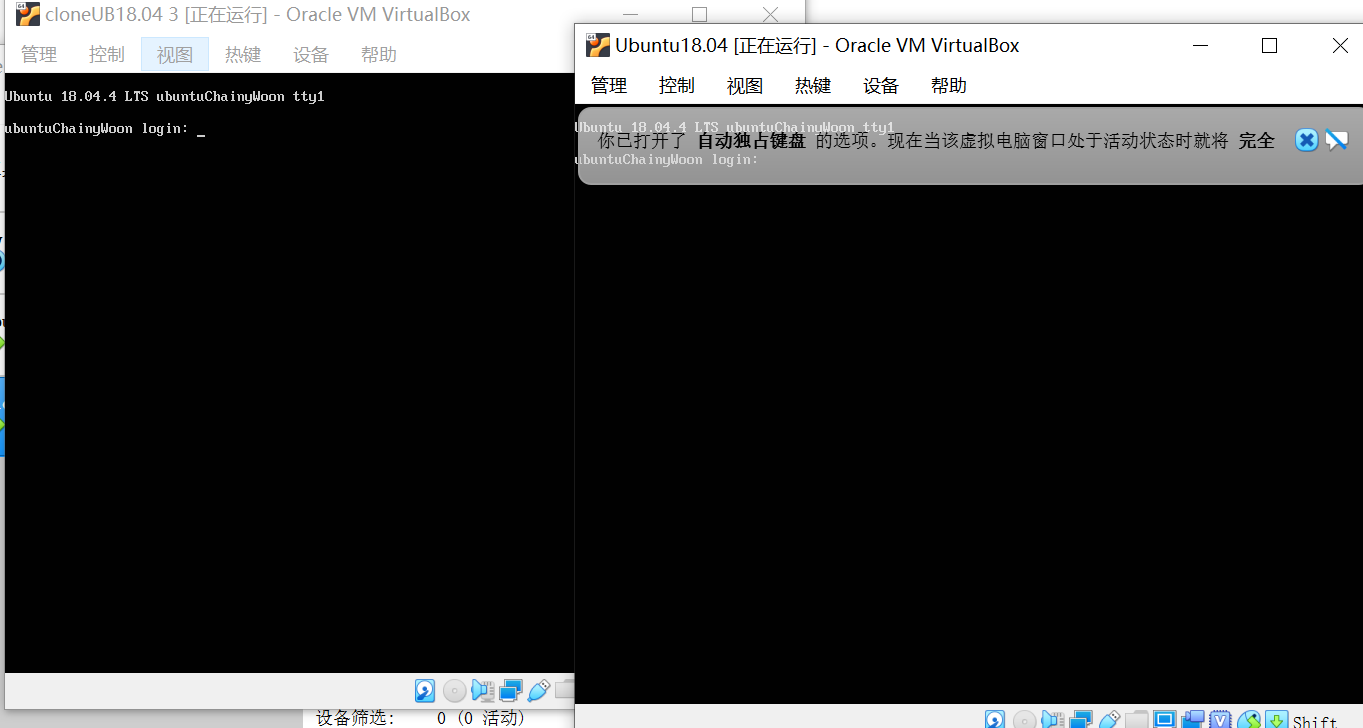 cloneUB18.04 3 [正在运行] - Oracle VM VirtualBox
管理 控制 视图 热键 设备 帮助
Ubuntu 18.04.4 LTS ubuntuChainyWoon tty1
ubuntuChainyWoon login: _
Ubuntu18.04 [正在运行] - Oracle VM VirtualBox
管理 控制 视图 热键 设备 帮助
Ubuntu 18.04.4 LTS ubuntuChainyWoon tty1
你已打开了 自动独占键盘 的选项。现在当该虚拟电脑窗口处于活动状态时就将 完全
ubuntuChainyWoon login:
设备筛选: 0 (0 活动)
Shift